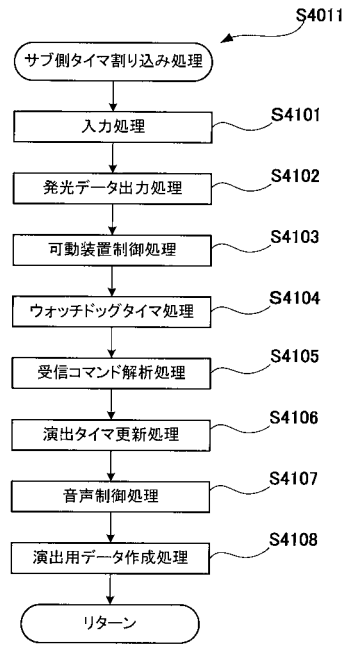 S4011
サブ側タイマ割り込み処理
入力処理
S4101
発光データ出力処理
S4102
可動装置制御処理
S4103
ウォッチドッグタイマ処理
S4104
受信コマンド解析処理
S4105
演出タイマ更新処理
S4106
音声制御処理
S4107
演出用データ作成処理
S4108
リターン